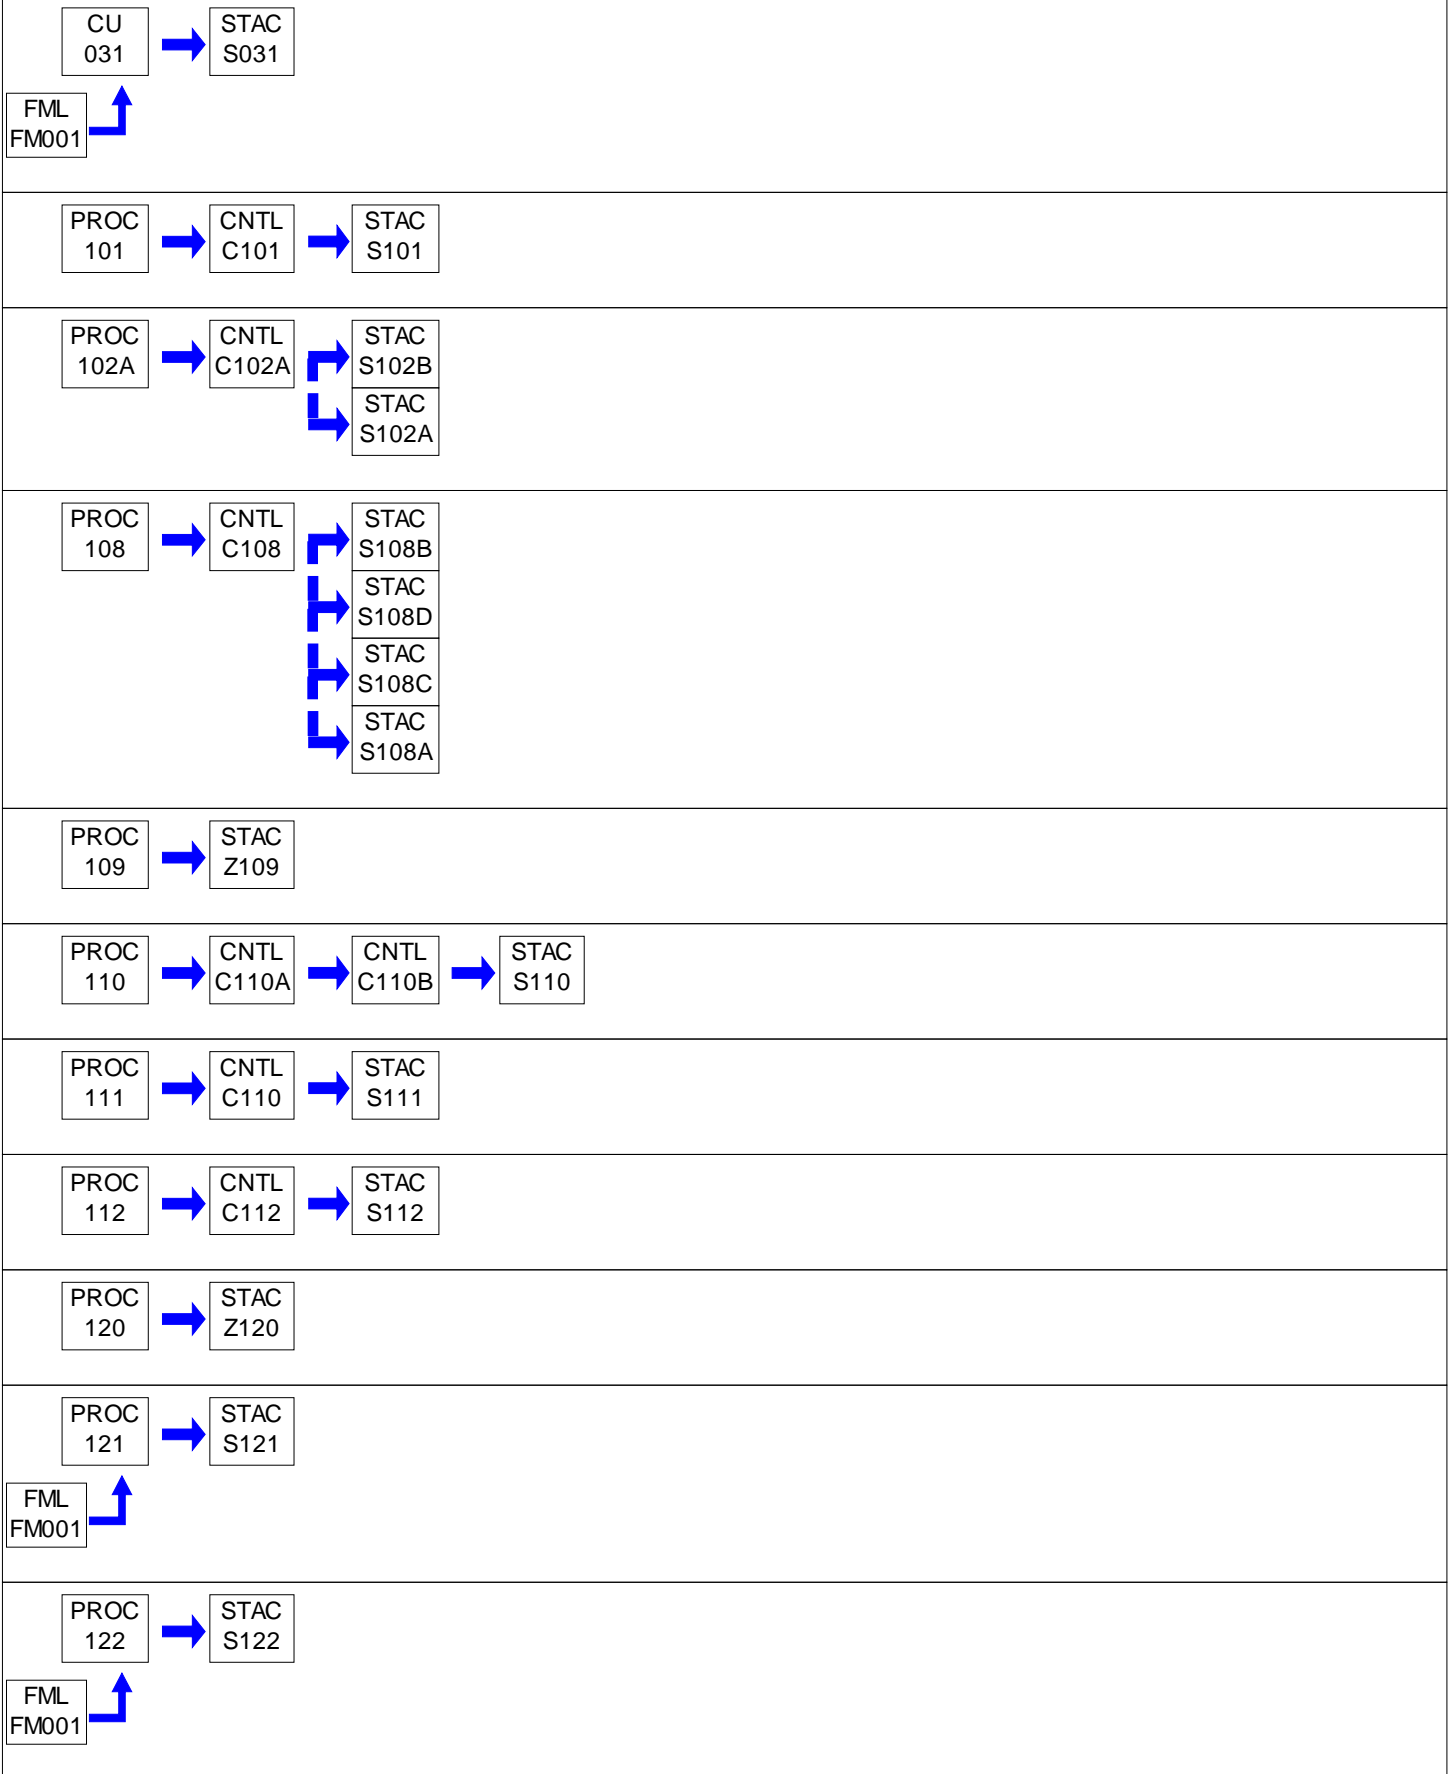 CU
031
STAC
S031
FML
FM001
PROC
101
CNTL
C101
STAC
S101
PROC
102A
CNTL
C102A
STAC
S102B
STAC
S102A
PROC
108
CNTL
C108
STAC
S108B
STAC
S108D
STAC
S108C
STAC
S108A
PROC
109
STAC
Z109
PROC
110
CNTL
C110A
CNTL
C110B
STAC
S110
PROC
111
CNTL
C110
STAC
S111
PROC
112
CNTL
C112
STAC
S112
PROC
120
STAC
Z120
PROC
121
STAC
S121
FML
FM001
PROC
122
STAC
S122
FML
FM001